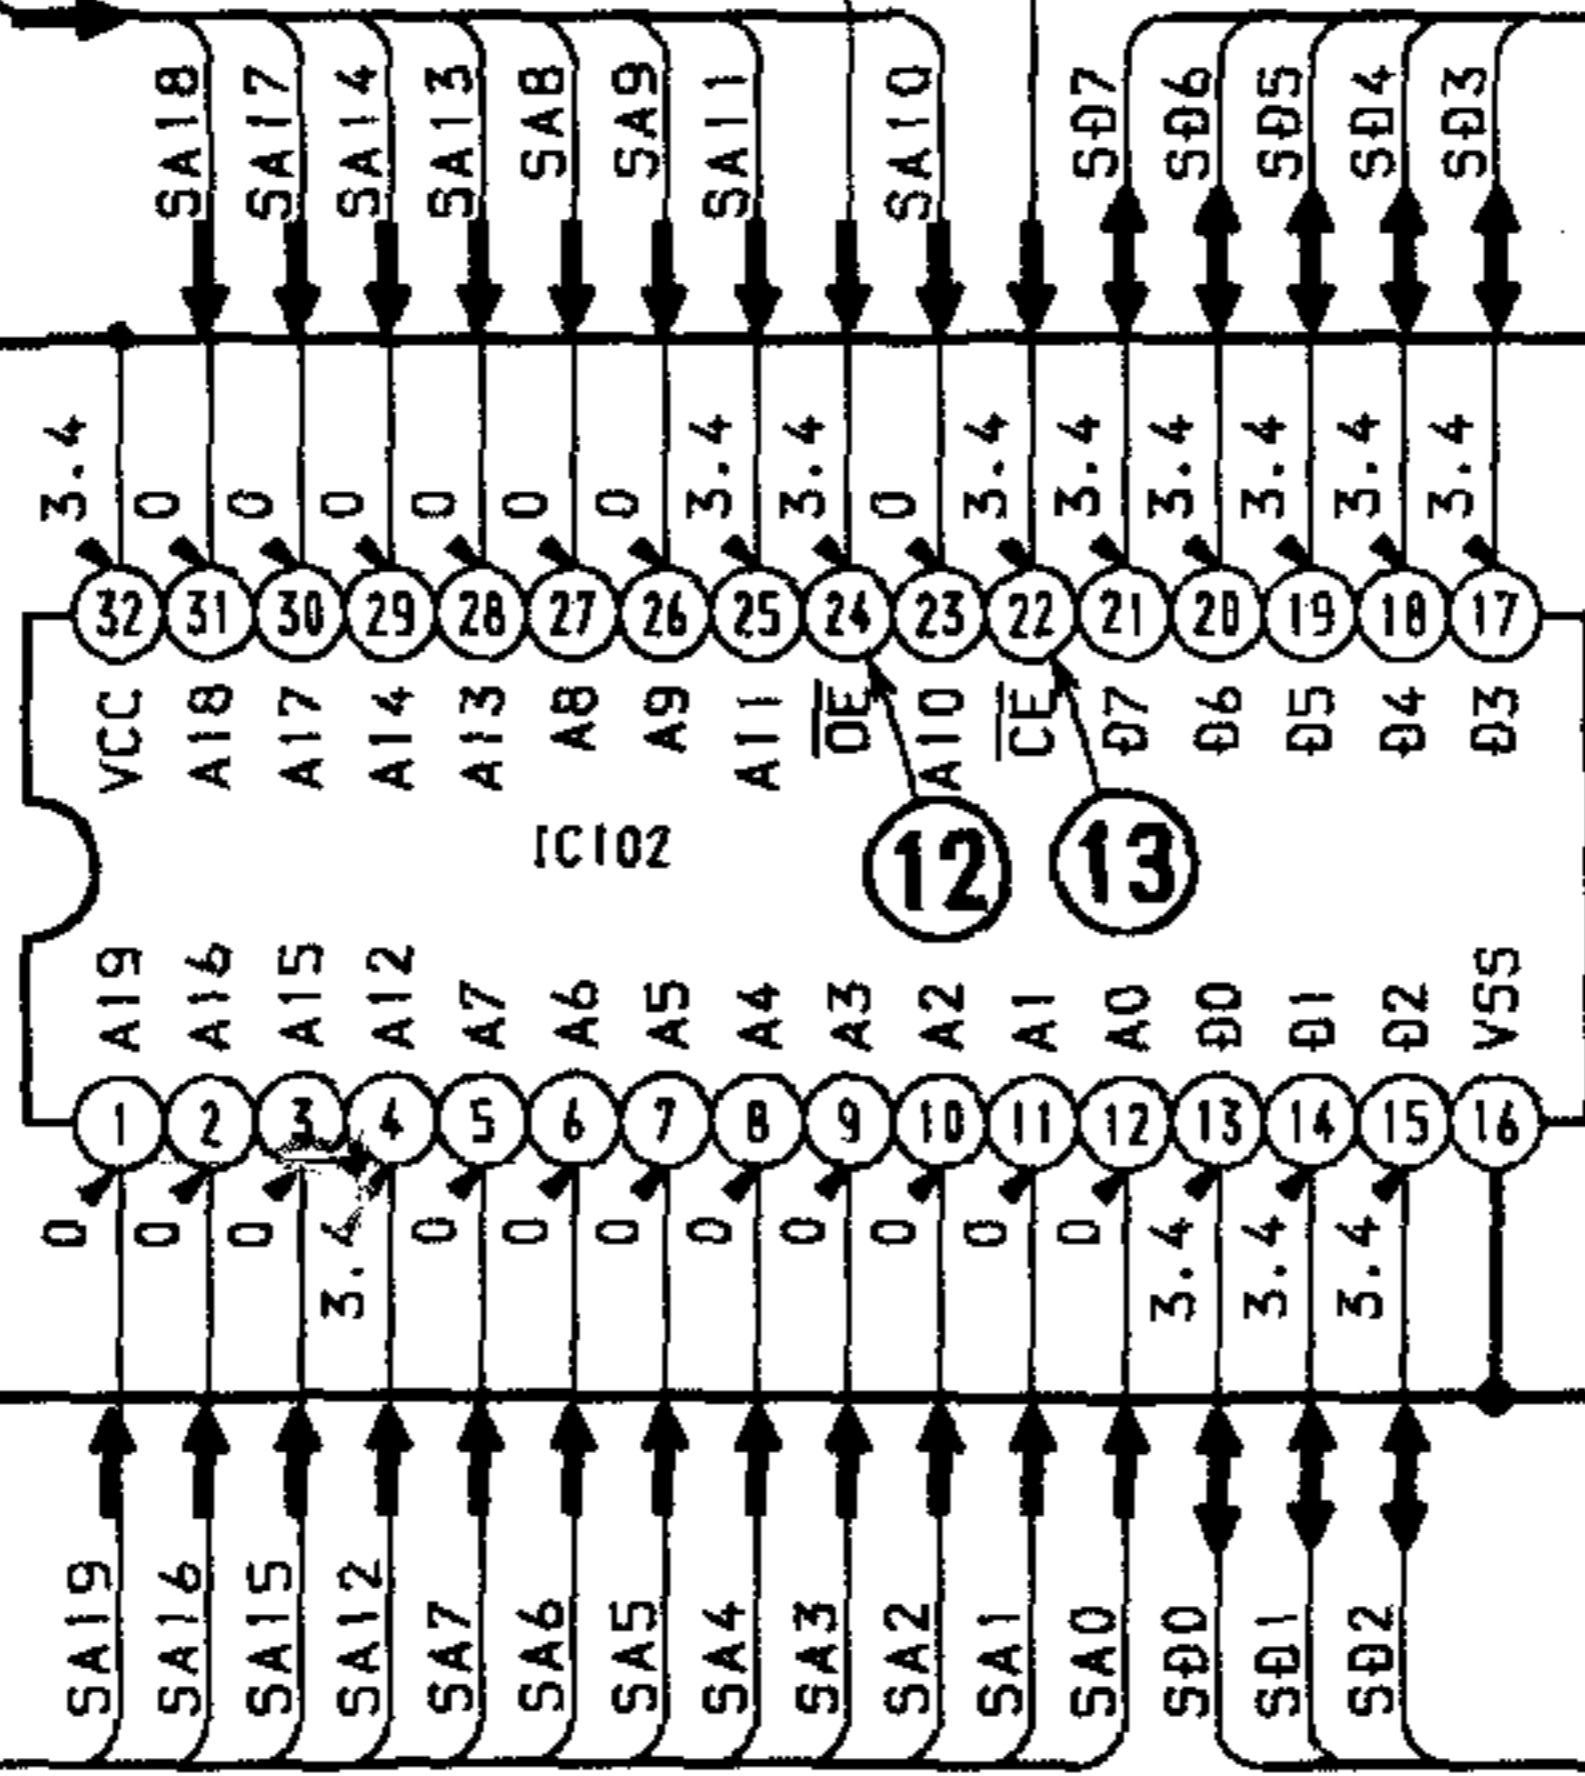 SA18 SA17 SA14 SA13 SA8 SA9 SA11 SA10 SD7 SD6 SD5 SD4 SD3
3.4 0 0 0 0 0 0 3.4 3.4 0 3.4 3.4 3.4 3.4 3.4 3.4
32 31 30 29 28 27 26 25 24 23 22 21 20 19 18 17
VCC A18 A17 A14 A13 A8 A9 A11 OE A10 CE D7 D6 D5 D4 D3
IC102 12 13
A19 A16 A15 A12 A7 A6 A5 A4 A3 A2 A1 A0 D0 D1 D2 VSS
1 2 3 4 5 6 7 8 9 10 11 12 13 14 15 16
0 0 0 3.4 0 0 0 0 0 0 0 0 3.4 3.4 3.4
SA19 SA16 SA15 SA12 SA7 SA6 SA5 SA4 SA3 SA2 SA1 SA0 SD0 SD1 SD2